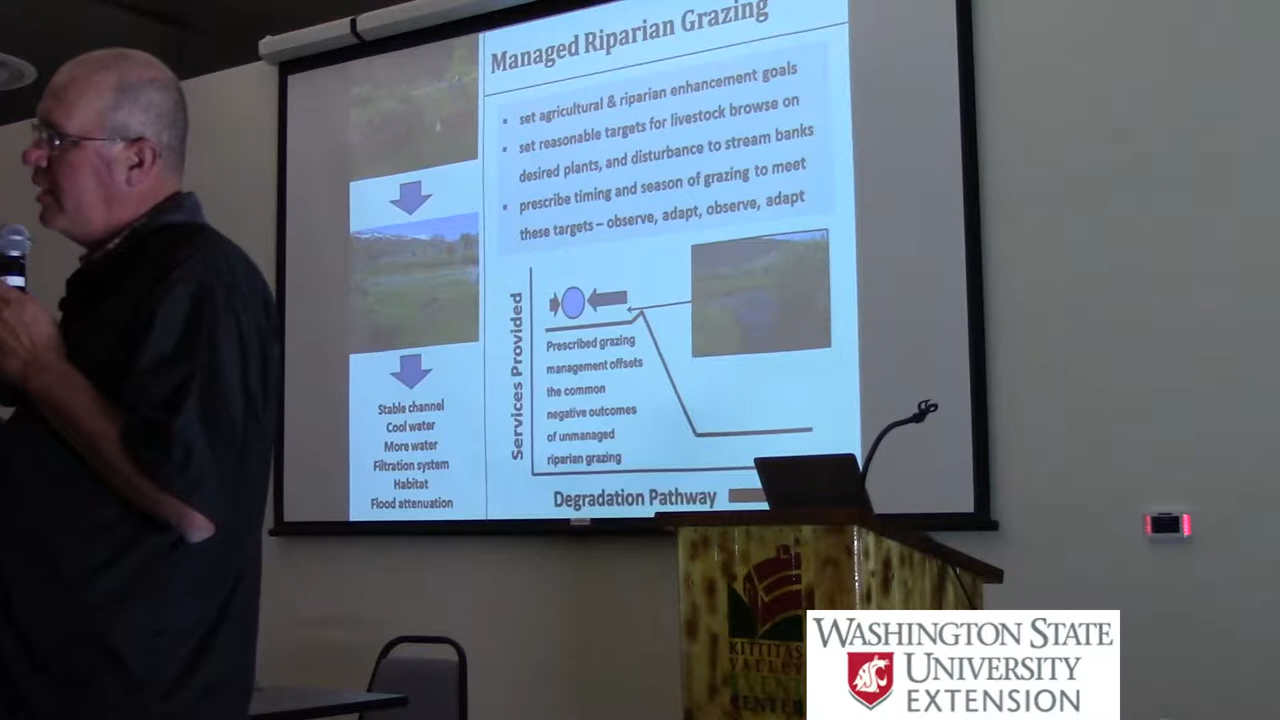 Managed Riparian Grazing
set agricultural & riparian enhancement goals
set reasonable targets for livestock browse on
desired plants, and disturbance to stream banks
prescribe timing and season of grazing to meet
these targets – observe, adapt, observe, adapt
Services Provided
Prescribed grazing
management offsets
the common
negative outcomes
of unmanaged
riparian grazing
Degradation Pathway
Stable channel
Cool water
More water
Filtration system
Habitat
Flood attenuation
KITTITAS
VALLEY
EVENT
CENTER
WASHINGTON STATE
UNIVERSITY
EXTENSION